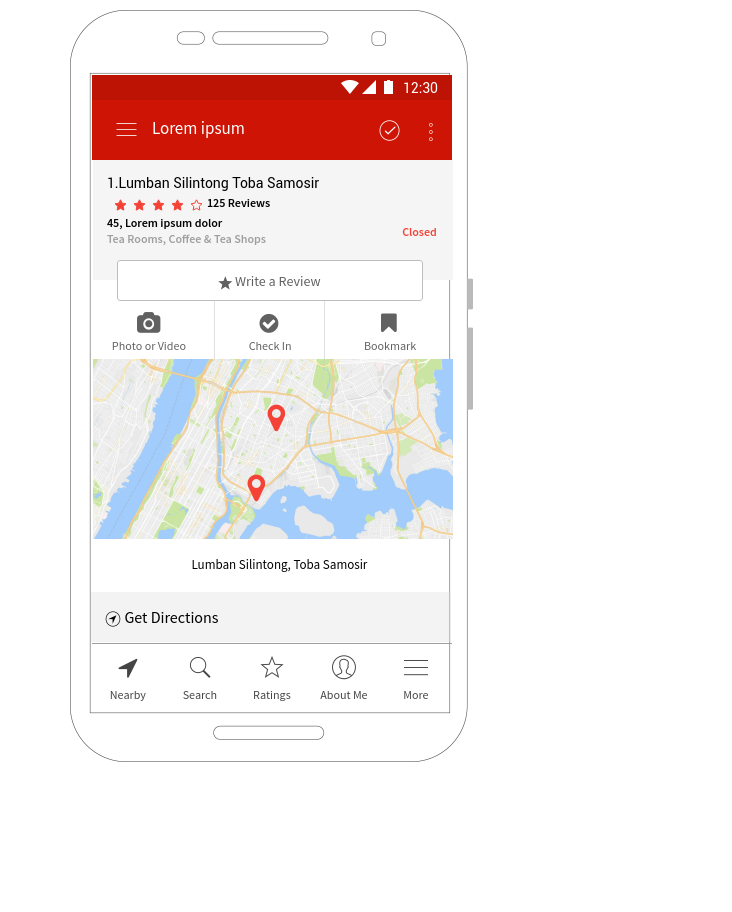 12:30
Lorem ipsum
1.Lumban Silintong Toba Samosir
125 Reviews
45, Lorem ipsum dolor
Closed
Tea Rooms, Coffee & Tea Shops
Write a Review
Photo or Video
Check In
Bookmark
Lumban Silintong, Toba Samosir
Get Directions
Nearby
Search
Ratings
About Me
More